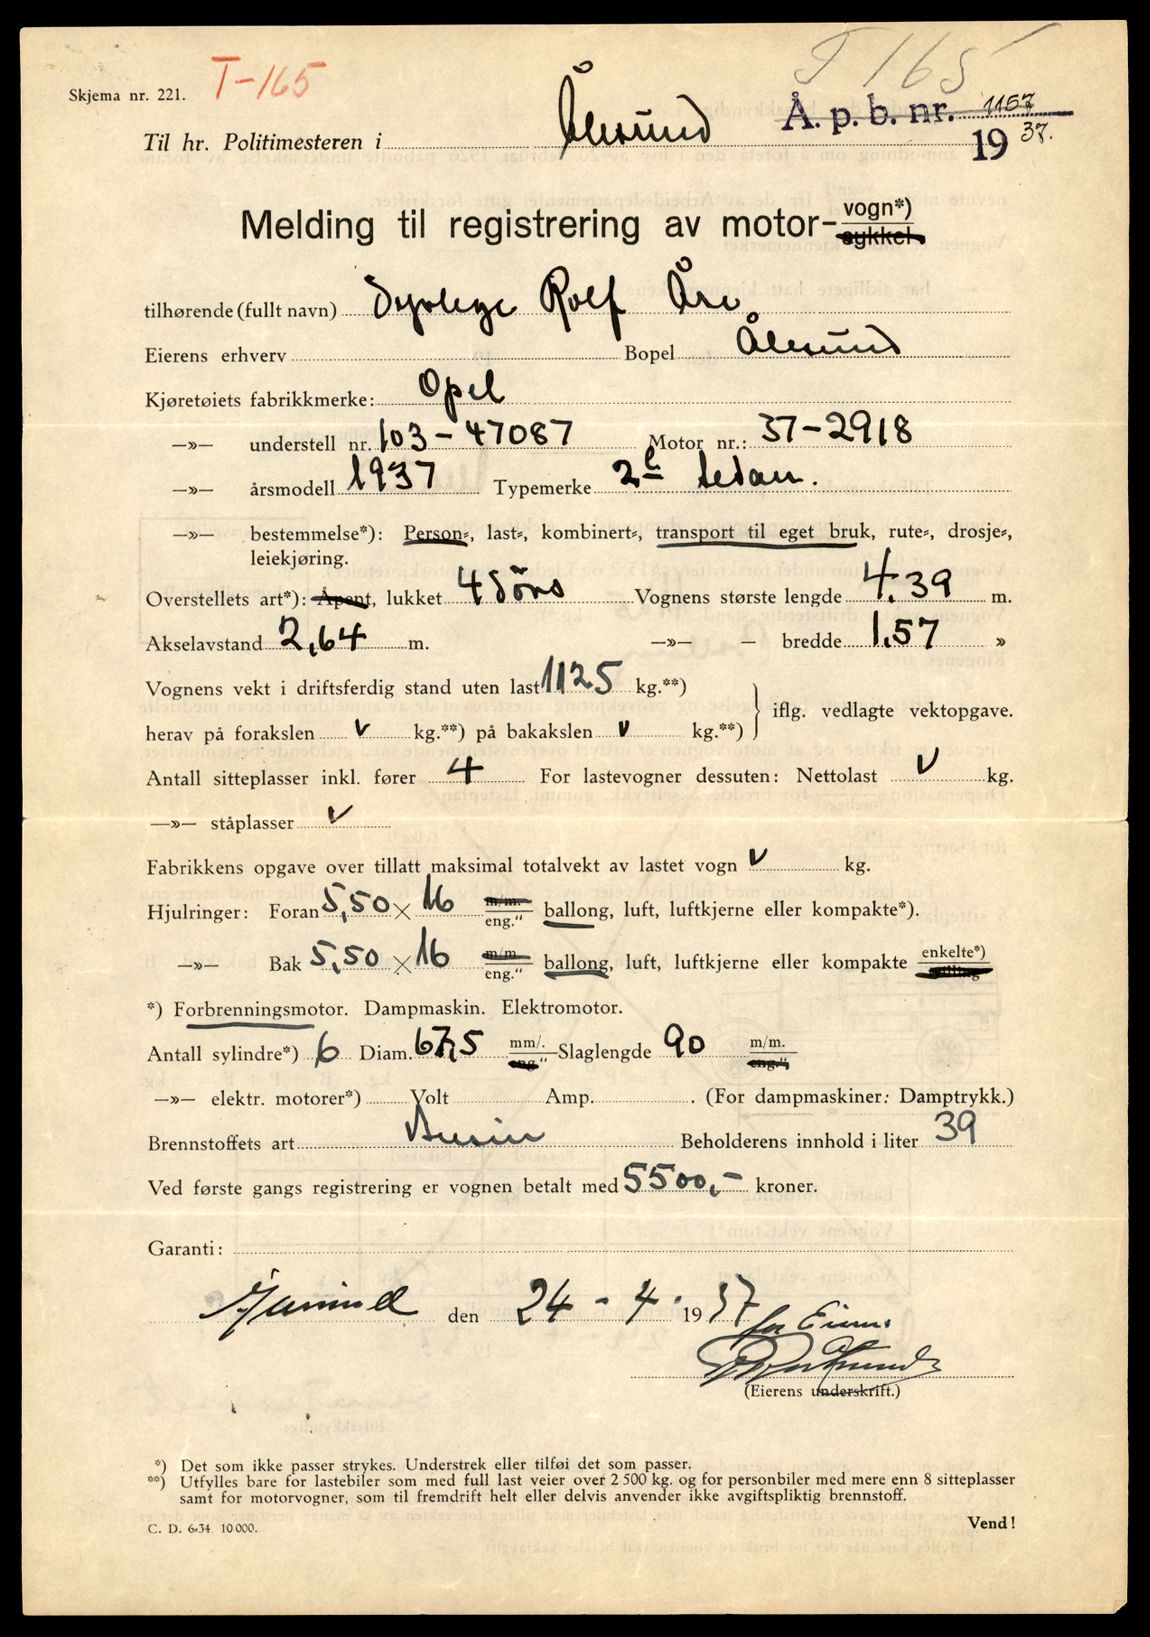 T-165
T 165
Skjema nr. 221.
Å. p. b. nr. 1157
1937.
Til hr. Politimesteren i Ålesund
Melding til registrering av motor-vogn*)
sykkel
tilhørende (fullt navn) Dyrlege Rolf Åre
Eierens erhverv Bopel Ålesund
Kjøretøiets fabrikkmerke: Opel
—»— understell nr. 103-47087 Motor nr.: 37-2918
—»— årsmodell 1937 Typemerke 2 l sedan.
—»— bestemmelse*): Person-, last-, kombinert-, transport til eget bruk, rute-, drosje-,
leiekjøring.
Overstellets art*): Åpent, lukket 4 dörs Vognens største lengde 4.39 m.
Akselavstand 2,64 m. —»— — bredde 1.57 »
Vognens vekt i driftsferdig stand uten last 1125 kg.**)
iflg. vedlagte vektopgave.
herav på forakslen v kg.**) på bakakslen v kg.**)
Antall sitteplasser inkl. fører 4 For lastevogner dessuten: Nettolast v kg.
—»— ståplasser v
Fabrikkens opgave over tillatt maksimal totalvekt av lastet vogn v kg.
Hjulringer: Foran 5,50 × 16 m/m. eng." ballong, luft, luftkjerne eller kompakte*).
—»— Bak 5,50 × 16 m/m eng." ballong, luft, luftkjerne eller kompakte enkelte*)
*) Forbrenningsmotor. Dampmaskin. Elektromotor.
Antall sylindre*) 6 Diam. 67,5 mm/. eng." Slaglengde 90 m/m. eng."
—»— elektr. motorer*) Volt Amp. . (For dampmaskiner: Damptrykk.)
Brennstoffets art Bensin Beholderens innhold i liter 39
Ved første gangs registrering er vognen betalt med 5500,- kroner.
Garanti:
Ålesund den 24-4-1937
for Eieren
(Eierens underskrift.)
*) Det som ikke passer strykes. Understrek eller tilføi det som passer.
**) Utfylles bare for lastebiler som med full last veier over 2 500 kg. og for personbiler med mere enn 8 sitteplasser
samt for motorvogner, som til fremdrift helt eller delvis anvender ikke avgiftspliktig brennstoff.
C. D. 6-34. 10 000.
Vend!